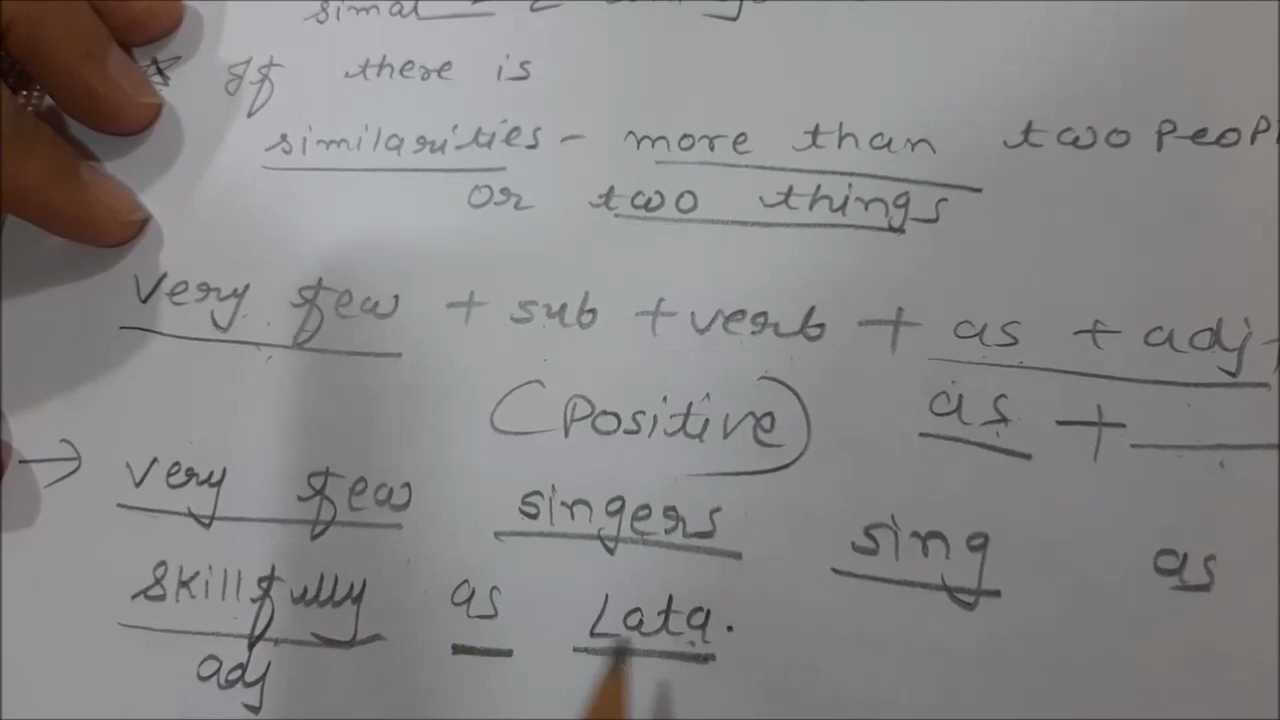 * If there is
similarities - more than two PEOP
or two things
very few + sub + verb + as + adj +
(Positive) as +
→ very few singers sing as
skillfully as Lata.
adj